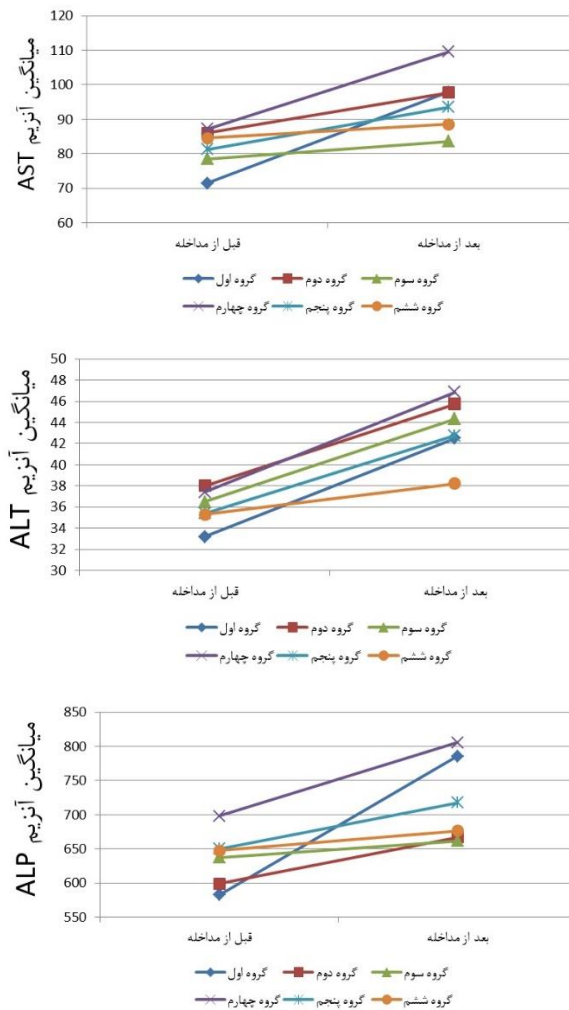 میانگین آنزیم AST
120
110
100
90
80
70
60
قبل از مداخله
بعد از مداخله
گروه اول
گروه دوم
گروه سوم
گروه چهارم
گروه پنجم
گروه ششم
میانگین آنزیم ALT
50
48
46
44
42
40
38
36
34
32
30
قبل از مداخله
بعد از مداخله
گروه اول
گروه دوم
گروه سوم
گروه چهارم
گروه پنجم
گروه ششم
میانگین آنزیم ALP
850
800
750
700
650
600
550
قبل از مداخله
بعد از مداخله
گروه اول
گروه دوم
گروه سوم
گروه چهارم
گروه پنجم
گروه ششم